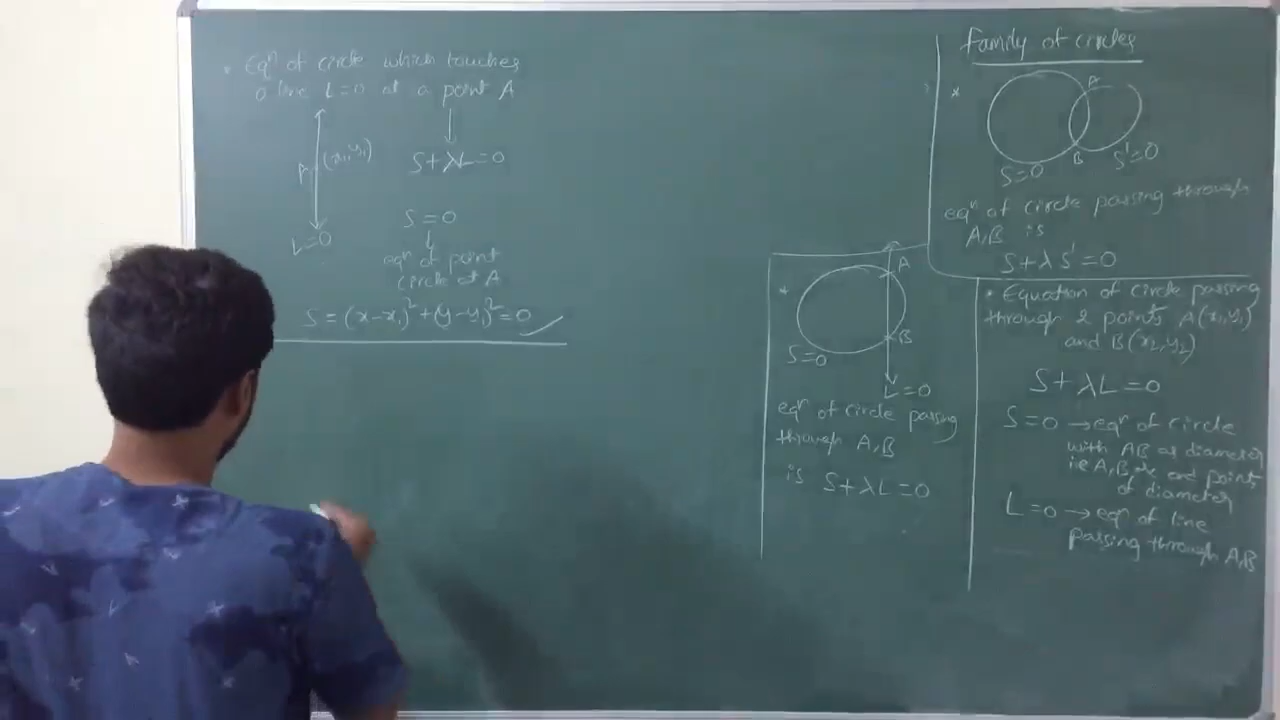 Family of circles
* A
B
S=0
S'=0
eqn of circle passing through
A,B is
S+λS'=0
* Equation of circle passing
through 2 points A(x₁,y₁)
and B(x₂,y₂)
S+λL=0
S=0 → eqn of circle
with AB as diameter
i.e A,B are end points
of diameter
L=0 → eqn of line
passing through A,B
* A
B
S=0
L=0
eqn of circle passing
through A,B
is S+λL=0
* Eqn of circle which touches
a line L=0 at a point A
A (x₁,y₁)
S+λL=0
L=0
S=0
eqn of point
circle at A
S=(x-x₁)²+(y-y₁)²=0